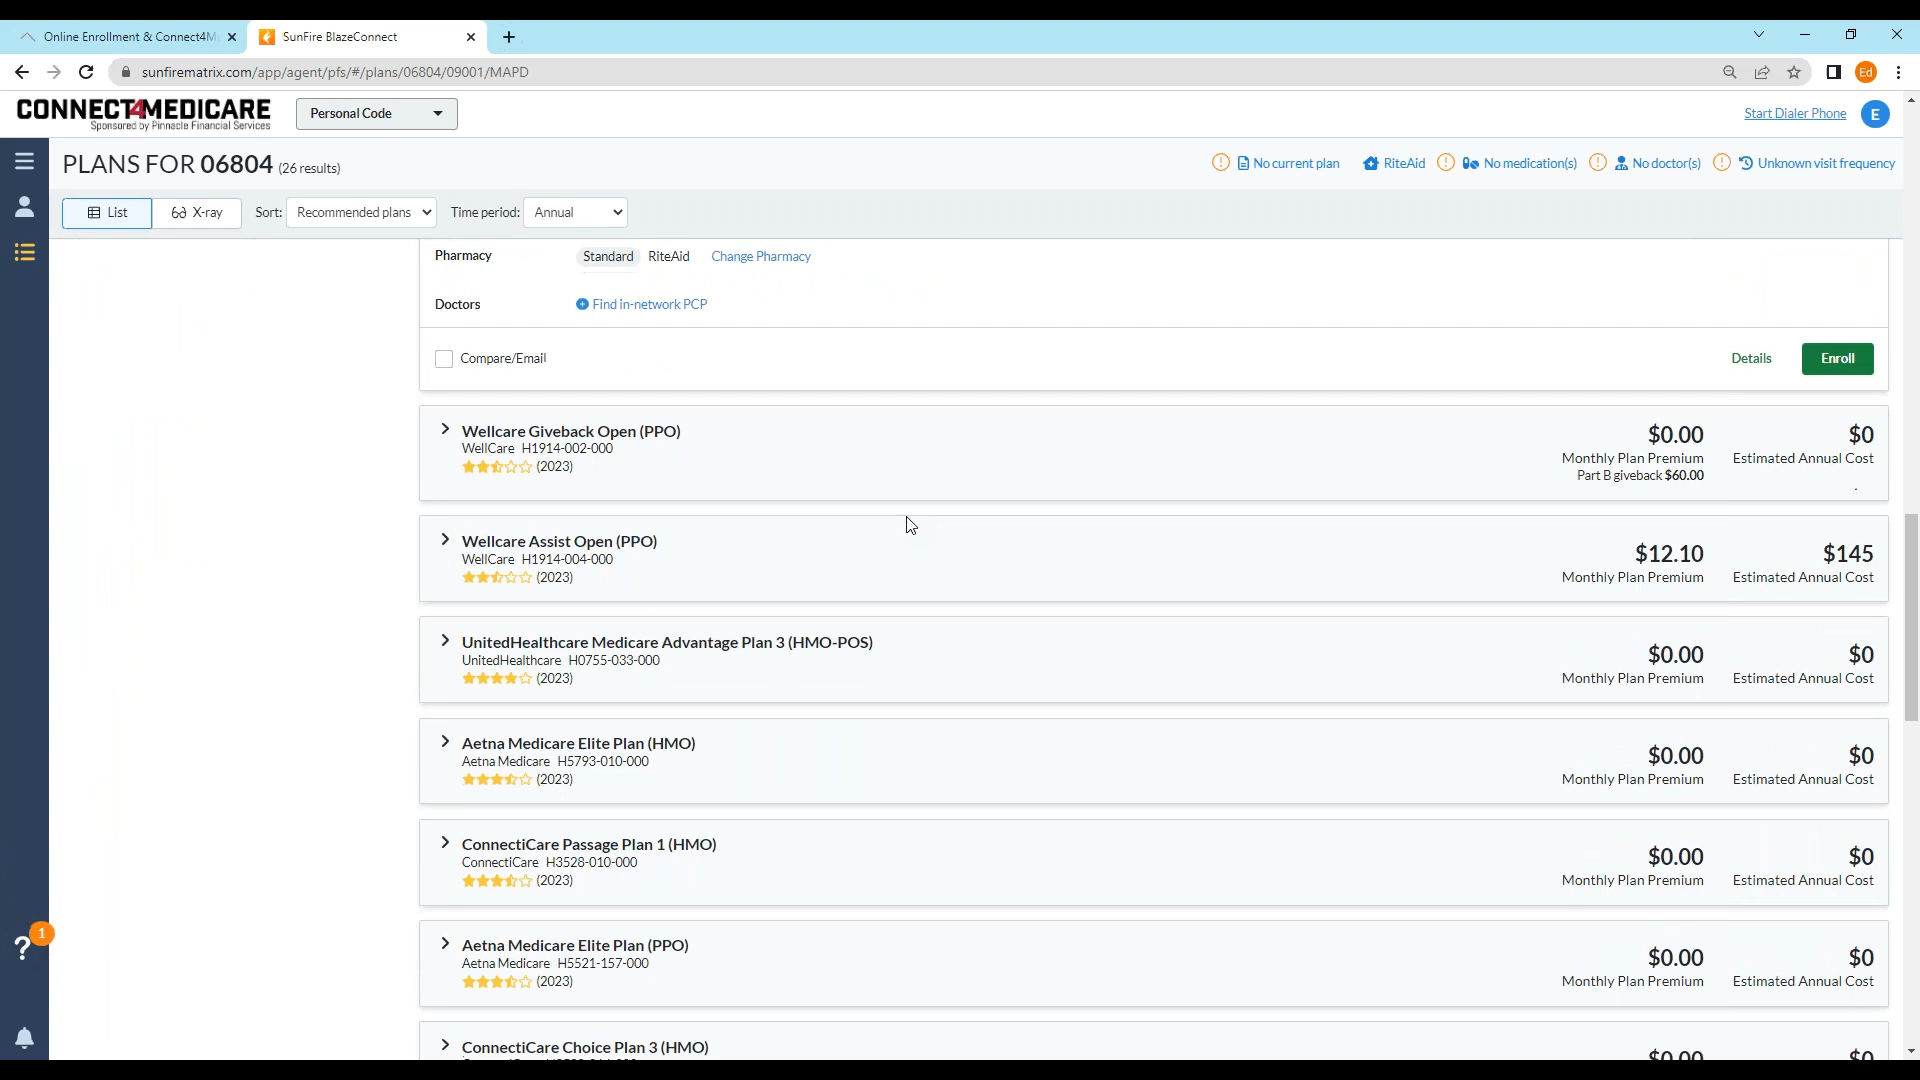 Online Enrollment & Connect4M
SunFire BlazeConnect
sunfirematrix.com/app/agent/pfs/#/plans/06804/09001/MAPD
Ed
CONNECT4MEDICARE
Sponsored by Pinnacle Financial Services
Personal Code
Start Dialer Phone
E
PLANS FOR 06804 (26 results)
No current plan
RiteAid
No medication(s)
No doctor(s)
Unknown visit frequency
List
X-ray
Sort: Recommended plans
Time period: Annual
Pharmacy Standard RiteAid Change Pharmacy
Doctors Find in-network PCP
Compare/Email
Details
Enroll
Wellcare Giveback Open (PPO)
WellCare H1914-002-000
(2023)
$0.00
Monthly Plan Premium
Part B giveback $60.00
$0
Estimated Annual Cost
Wellcare Assist Open (PPO)
WellCare H1914-004-000
(2023)
$12.10
Monthly Plan Premium
$145
Estimated Annual Cost
UnitedHealthcare Medicare Advantage Plan 3 (HMO-POS)
UnitedHealthcare H0755-033-000
(2023)
$0.00
Monthly Plan Premium
$0
Estimated Annual Cost
Aetna Medicare Elite Plan (HMO)
Aetna Medicare H5793-010-000
(2023)
$0.00
Monthly Plan Premium
$0
Estimated Annual Cost
ConnectiCare Passage Plan 1 (HMO)
ConnectiCare H3528-010-000
(2023)
$0.00
Monthly Plan Premium
$0
Estimated Annual Cost
Aetna Medicare Elite Plan (PPO)
Aetna Medicare H5521-157-000
(2023)
$0.00
Monthly Plan Premium
$0
Estimated Annual Cost
ConnectiCare Choice Plan 3 (HMO)
$0.00
$0
?
1